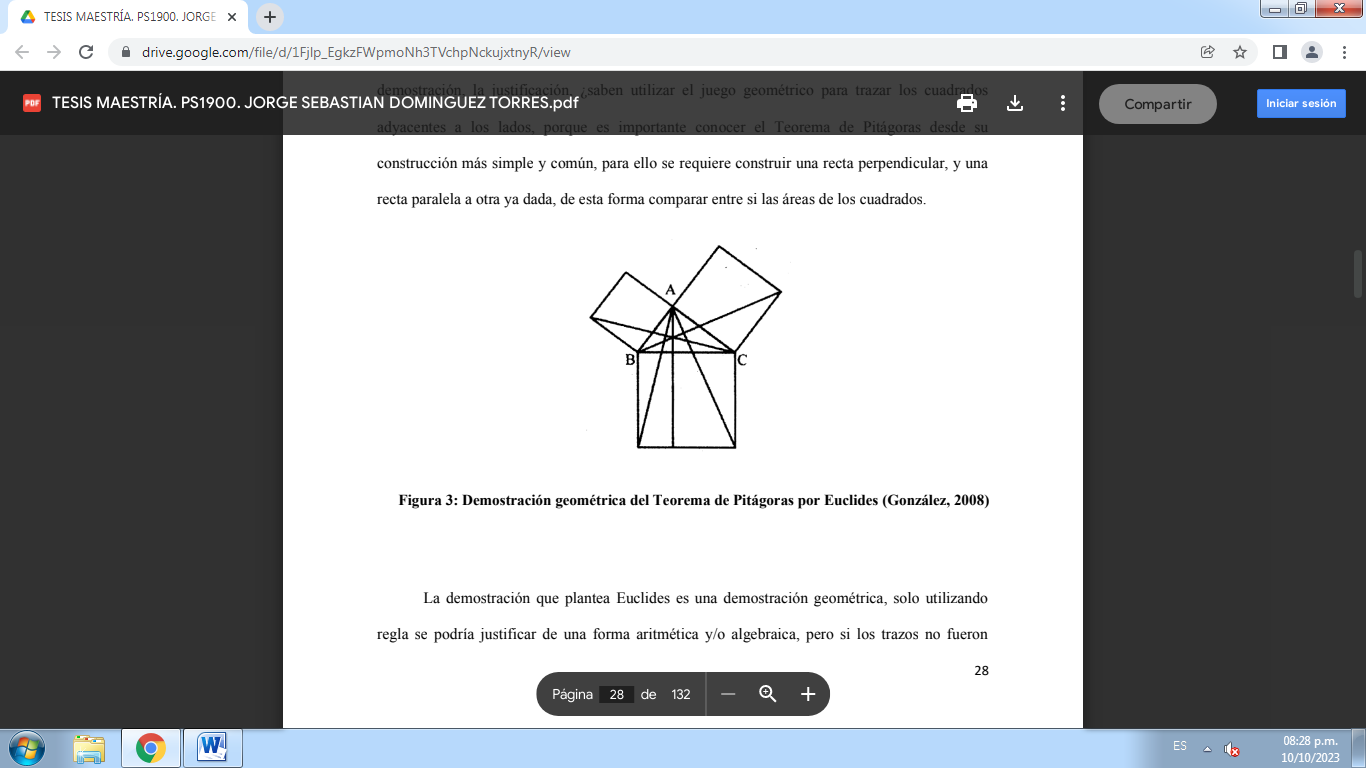 TESIS MAESTRÍA. PS1900. JORGE
drive.google.com/file/d/1Fjlp_EgkzFWpmoNh3TVchpNckujxtnyR/view
PDF
TESIS MAESTRÍA. PS1900. JORGE SEBASTIAN DOMINGUEZ TORRES.pdf
Compartir
Iniciar sesión
demostración, la justificación, ¿saben utilizar el juego geométrico para trazar los cuadrados
adyacentes a los lados, porque es importante conocer el Teorema de Pitágoras desde su
construcción más simple y común, para ello se requiere construir una recta perpendicular, y una
recta paralela a otra ya dada, de esta forma comparar entre si las áreas de los cuadrados.
A
B
C
Figura 3: Demostración geométrica del Teorema de Pitágoras por Euclides (González, 2008)
La demostración que plantea Euclides es una demostración geométrica, solo utilizando
regla se podría justificar de una forma aritmética y/o algebraica, pero si los trazos no fueron
28
Página 28 de 132
ES
08:28 p.m.
10/10/2023